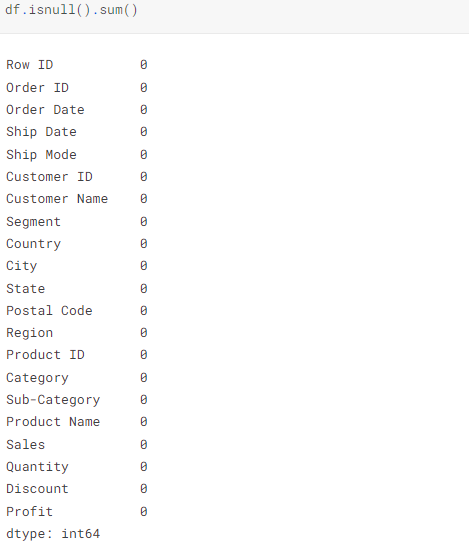 df.isnull().sum()
Row ID 0
Order ID 0
Order Date 0
Ship Date 0
Ship Mode 0
Customer ID 0
Customer Name 0
Segment 0
Country 0
City 0
State 0
Postal Code 0
Region 0
Product ID 0
Category 0
Sub-Category 0
Product Name 0
Sales 0
Quantity 0
Discount 0
Profit 0
dtype: int64